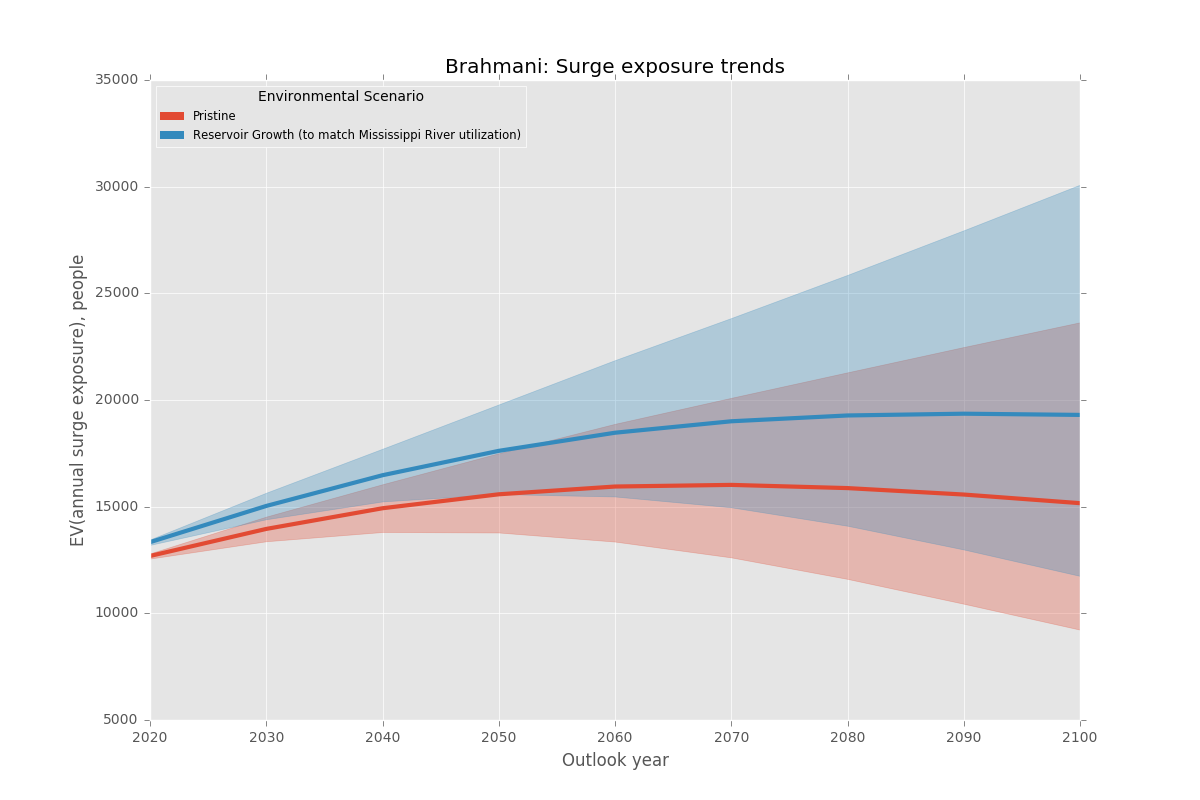 Brahmani: Surge exposure trends
35000
30000
25000
20000
15000
10000
5000
EV(annual surge exposure), people
Environmental Scenario
Pristine
Reservoir Growth (to match Mississippi River utilization)
2020 2030 2040 2050 2060 2070 2080 2090 2100
Outlook year